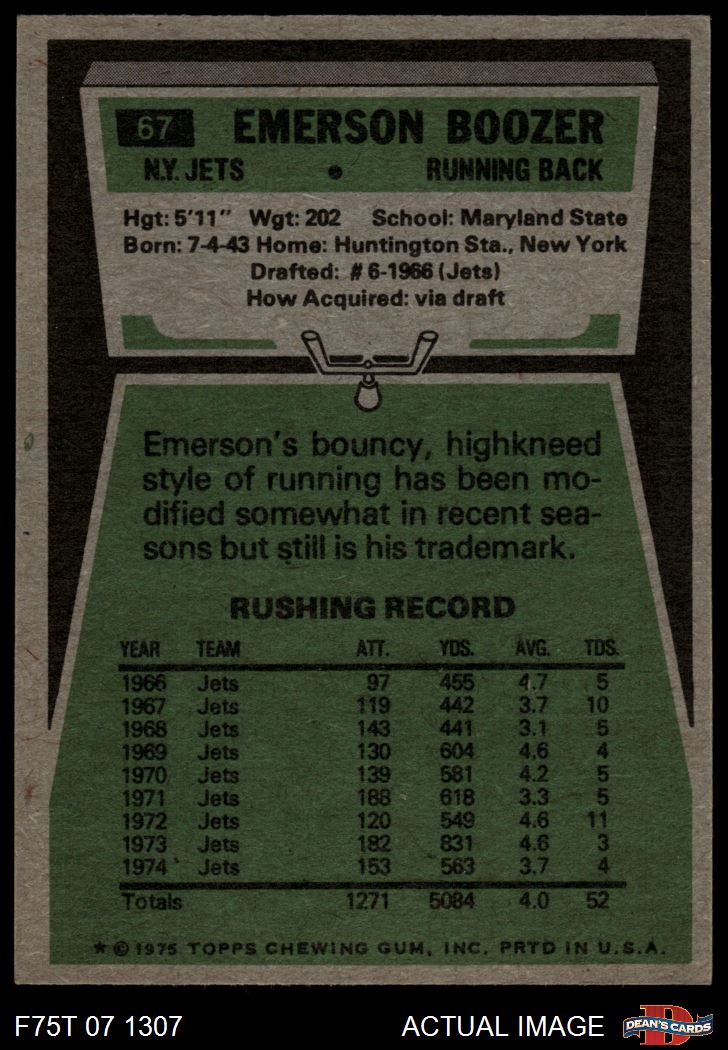 67 EMERSON BOOZER
N.Y. JETS • RUNNING BACK
Hgt: 5'11" Wgt: 202 School: Maryland State
Born: 7-4-43 Home: Huntington Sta., New York
Drafted: #6-1966 (Jets)
How Acquired: via draft
Emerson's bouncy, highkneed
style of running has been mo-
dified somewhat in recent sea-
sons but still is his trademark.
RUSHING RECORD
YEAR TEAM ATT. YDS. AVG. TDS.
1966 Jets 97 455 4.7 5
1967 Jets 119 442 3.7 10
1968 Jets 143 441 3.1 5
1969 Jets 130 604 4.6 4
1970 Jets 139 581 4.2 5
1971 Jets 188 618 3.3 5
1972 Jets 120 549 4.6 11
1973 Jets 182 831 4.6 3
1974 Jets 153 563 3.7 4
Totals 1271 5084 4.0 52
* © 1975 TOPPS CHEWING GUM, INC. PRTD IN U.S.A.
F75T 07 1307 ACTUAL IMAGE DEAN'S CARDS